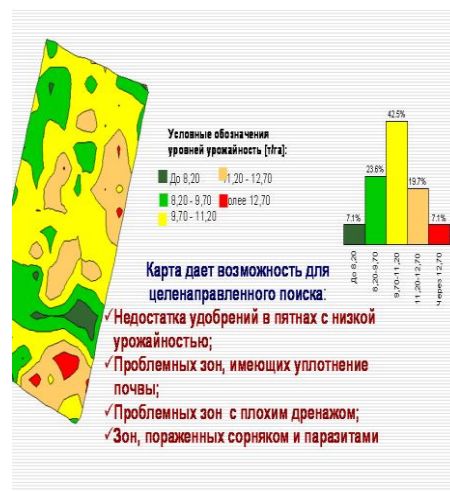 Условные обозначения
уровней урожайность [т/га]:
До 8,20
1,20 - 12,70
8,20 - 9,70
олее 12,70
9,70 - 11,20
42.5%
23.6%
19.7%
7.1%
7.1%
До 8,20
8,20-9,70
9,70-11,20
11,20-12,70
Через 12,70
Карта дает возможность для
целенаправленного поиска:
✓Недостатка удобрений в пятнах с низкой
урожайностью;
✓Проблемных зон, имеющих уплотнение
почвы;
✓Проблемных зон с плохим дренажом;
✓Зон, пораженных сорняком и паразитами